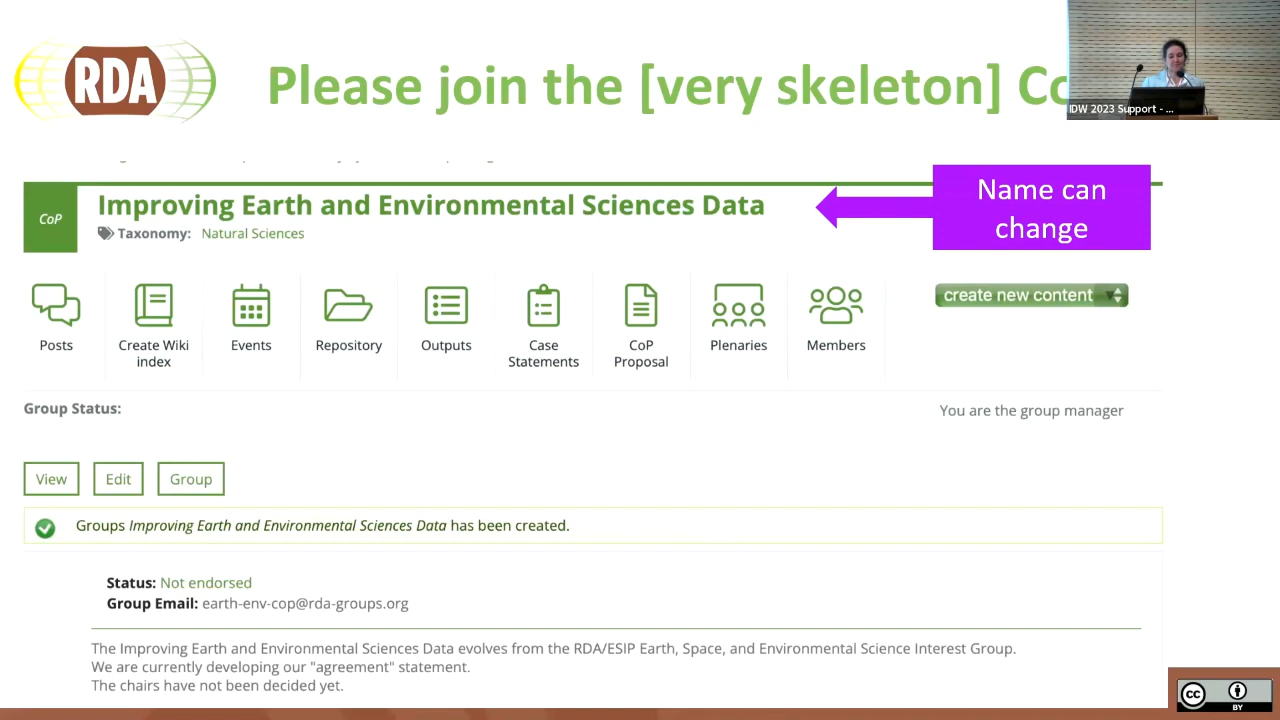 RDA
Please join the [very skeleton] Co
IDW 2023 Support - ...
CoP
Improving Earth and Environmental Sciences Data
Taxonomy: Natural Sciences
Name can
change
Posts
Create Wiki
index
Events
Repository
Outputs
Case
Statements
CoP
Proposal
Plenaries
Members
create new content
Group Status:
You are the group manager
View
Edit
Group
Groups Improving Earth and Environmental Sciences Data has been created.
Status: Not endorsed
Group Email: earth-env-cop@rda-groups.org
The Improving Earth and Environmental Sciences Data evolves from the RDA/ESIP Earth, Space, and Environmental Science Interest Group.
We are currently developing our "agreement" statement.
The chairs have not been decided yet.
cc
BY